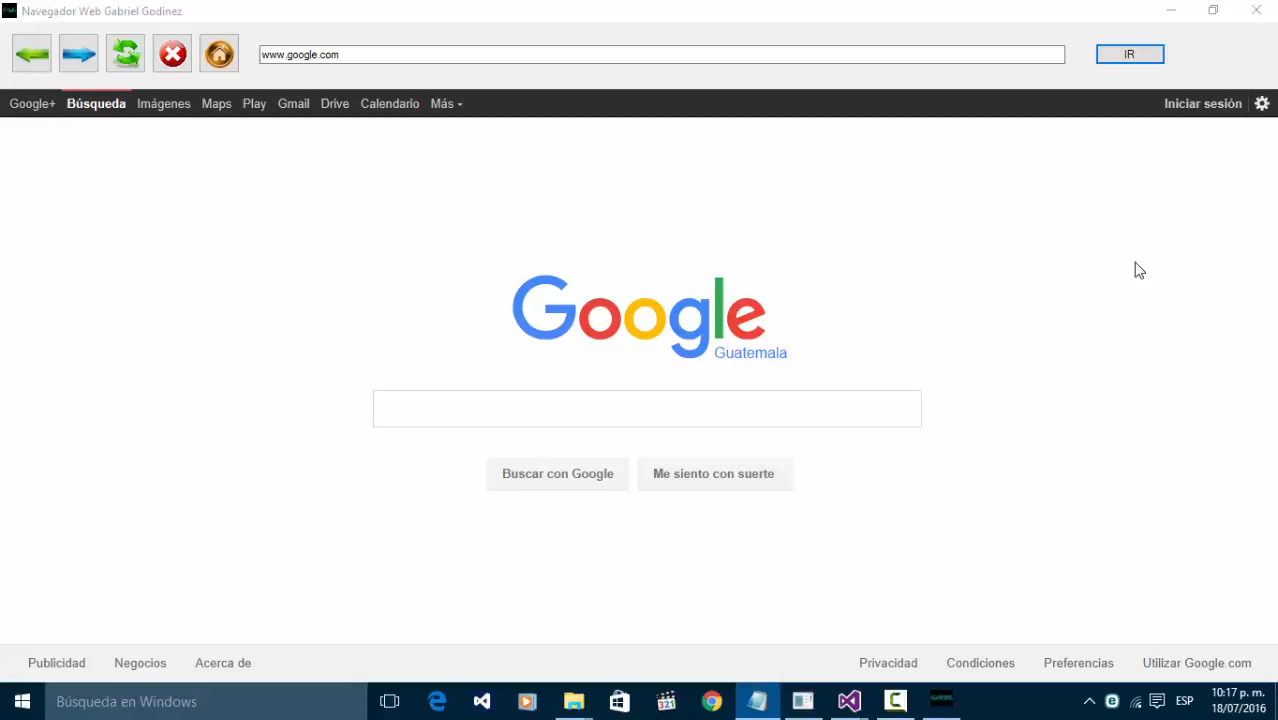 Navegador Web Gabriel Godinez
www.google.com
IR
Google+ Búsqueda Imágenes Maps Play Gmail Drive Calendario Más
Iniciar sesión
Google
Guatemala
Buscar con Google
Me siento con suerte
Publicidad Negocios Acerca de
Privacidad Condiciones Preferencias Utilizar Google.com
Búsqueda en Windows
321
ESP
10:17 p. m.
18/07/2016